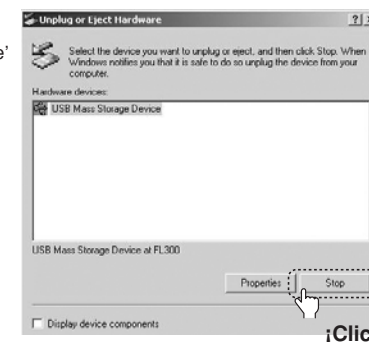 Unplug or Eject Hardware
e'
Select the device you want to unplug or eject, and then click Stop. When
Windows notifies you that it is safe to do so unplug the device from your
computer.
Hardware devices:
USB Mass Storage Device
USB Mass Storage Device at FL300
Properties Stop
Display device components
¡Clic